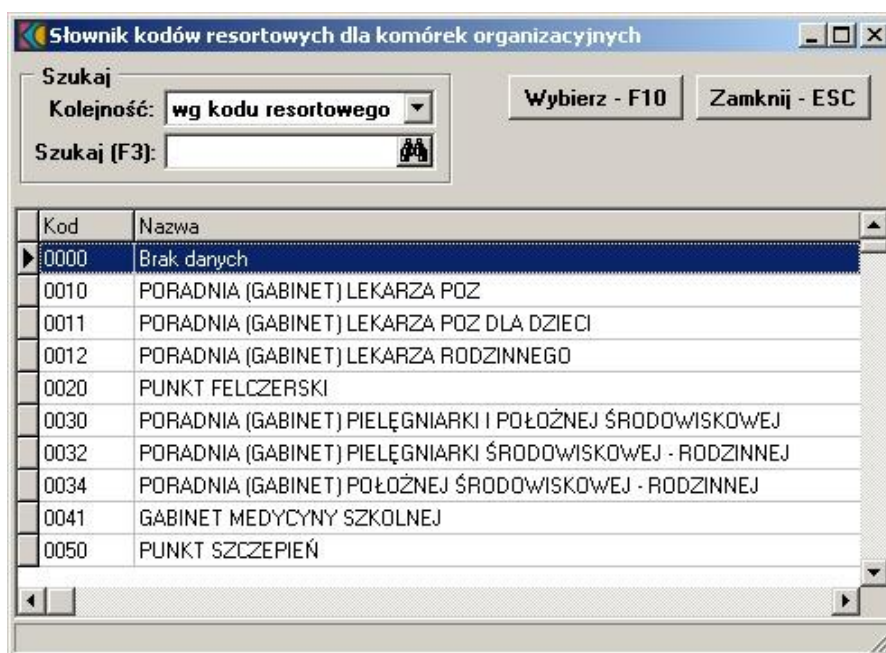 Słownik kodów resortowych dla komórek organizacyjnych
Szukaj
Kolejność: wg kodu resortowego
Szukaj (F3):
Wybierz - F10 Zamknij - ESC
Kod Nazwa
0000 Brak danych
0010 PORADNIA (GABINET) LEKARZA POZ
0011 PORADNIA (GABINET) LEKARZA POZ DLA DZIECI
0012 PORADNIA (GABINET) LEKARZA RODZINNEGO
0020 PUNKT FELCZERSKI
0030 PORADNIA (GABINET) PIELĘGNIARKI I POŁOŻNEJ ŚRODOWISKOWEJ
0032 PORADNIA (GABINET) PIELĘGNIARKI ŚRODOWISKOWEJ - RODZINNEJ
0034 PORADNIA (GABINET) POŁOŻNEJ ŚRODOWISKOWEJ - RODZINNEJ
0041 GABINET MEDYCYNY SZKOLNEJ
0050 PUNKT SZCZEPIEŃ